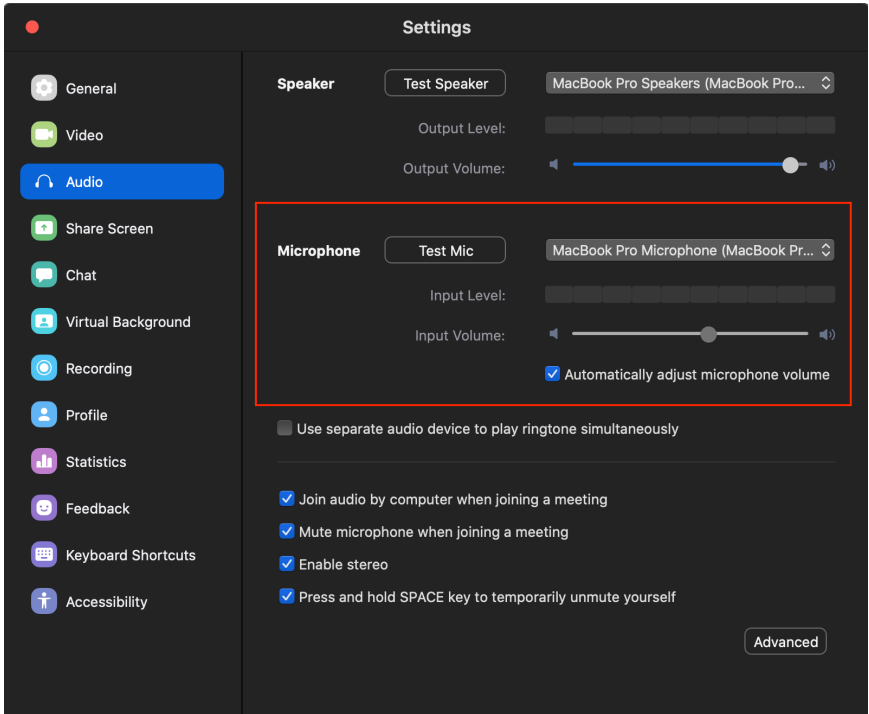 Settings
General
Video
Audio
Share Screen
Chat
Virtual Background
Recording
Profile
Statistics
Feedback
Keyboard Shortcuts
Accessibility
Speaker Test Speaker MacBook Pro Speakers (MacBook Pro...
Output Level:
Output Volume:
Microphone Test Mic MacBook Pro Microphone (MacBook Pr...
Input Level:
Input Volume:
Automatically adjust microphone volume
Use separate audio device to play ringtone simultaneously
Join audio by computer when joining a meeting
Mute microphone when joining a meeting
Enable stereo
Press and hold SPACE key to temporarily unmute yourself
Advanced